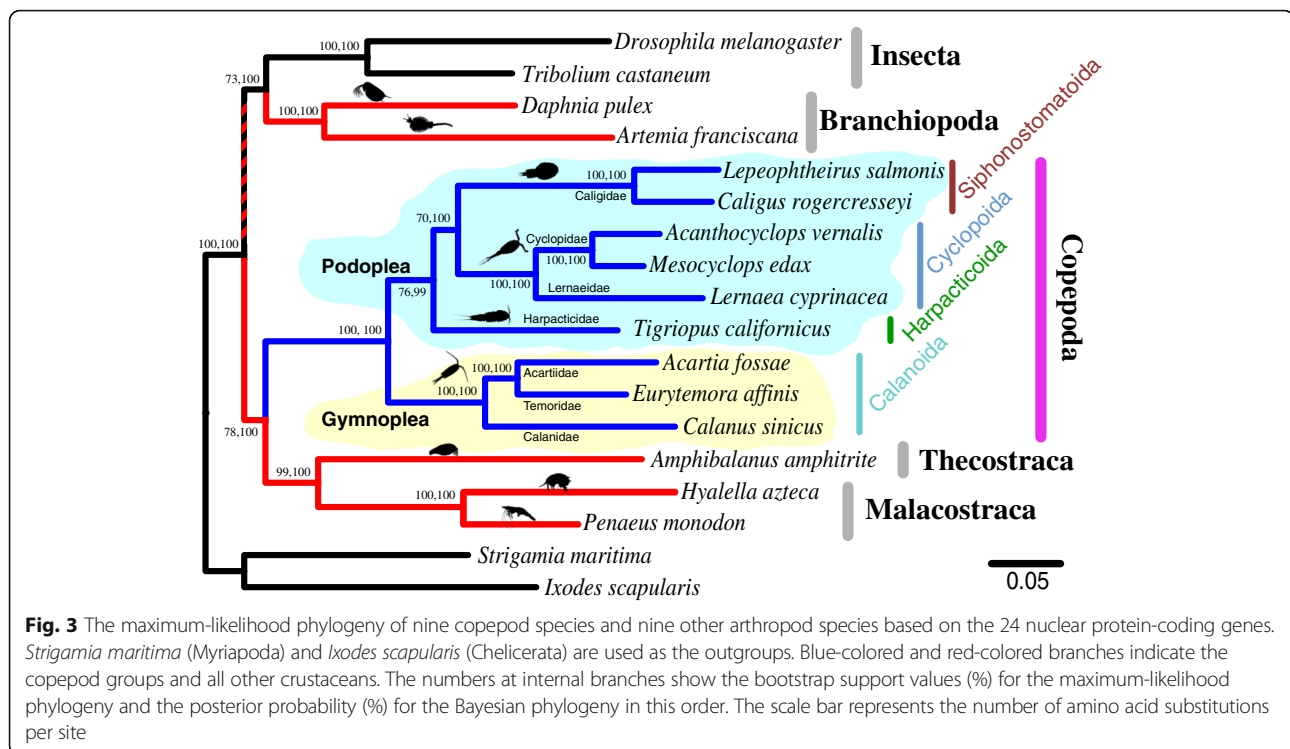 Drosophila melanogaster
100,100
Insecta
Tribolium castaneum
73,100
Daphnia pulex
100,100
Branchiopoda
Artemia franciscana
Siphonostomatoida
Lepeophtheirus salmonis
100,100
Caligidae
Caligus rogercresseyi
70,100
Acanthocyclops vernalis
Cyclopidae
100,100
Cyclopoida
Mesocyclops edax
100,100
Podoplea
Lernaeidae
Lernaea cyprinacea
76,99
Harpacticoida
Harpacticidae
Tigriopus californicus
Copepoda
100,100
100, 100
Acartia fossae
100,100
Acartiidae
Calanoida
Eurytemora affinis
100,100
Temoridae
Gymnoplea
Calanus sinicus
Calanidae
78,100
Amphibalanus amphitrite
Thecostraca
99,100
Hyalella azteca
100,100
Malacostraca
Penaeus monodon
Strigamia maritima
Ixodes scapularis
0.05
Fig. 3 The maximum-likelihood phylogeny of nine copepod species and nine other arthropod species based on the 24 nuclear protein-coding genes.
Strigamia maritima (Myriapoda) and Ixodes scapularis (Chelicerata) are used as the outgroups. Blue-colored and red-colored branches indicate the
copepod groups and all other crustaceans. The numbers at internal branches show the bootstrap support values (%) for the maximum-likelihood
phylogeny and the posterior probability (%) for the Bayesian phylogeny in this order. The scale bar represents the number of amino acid substitutions
per site